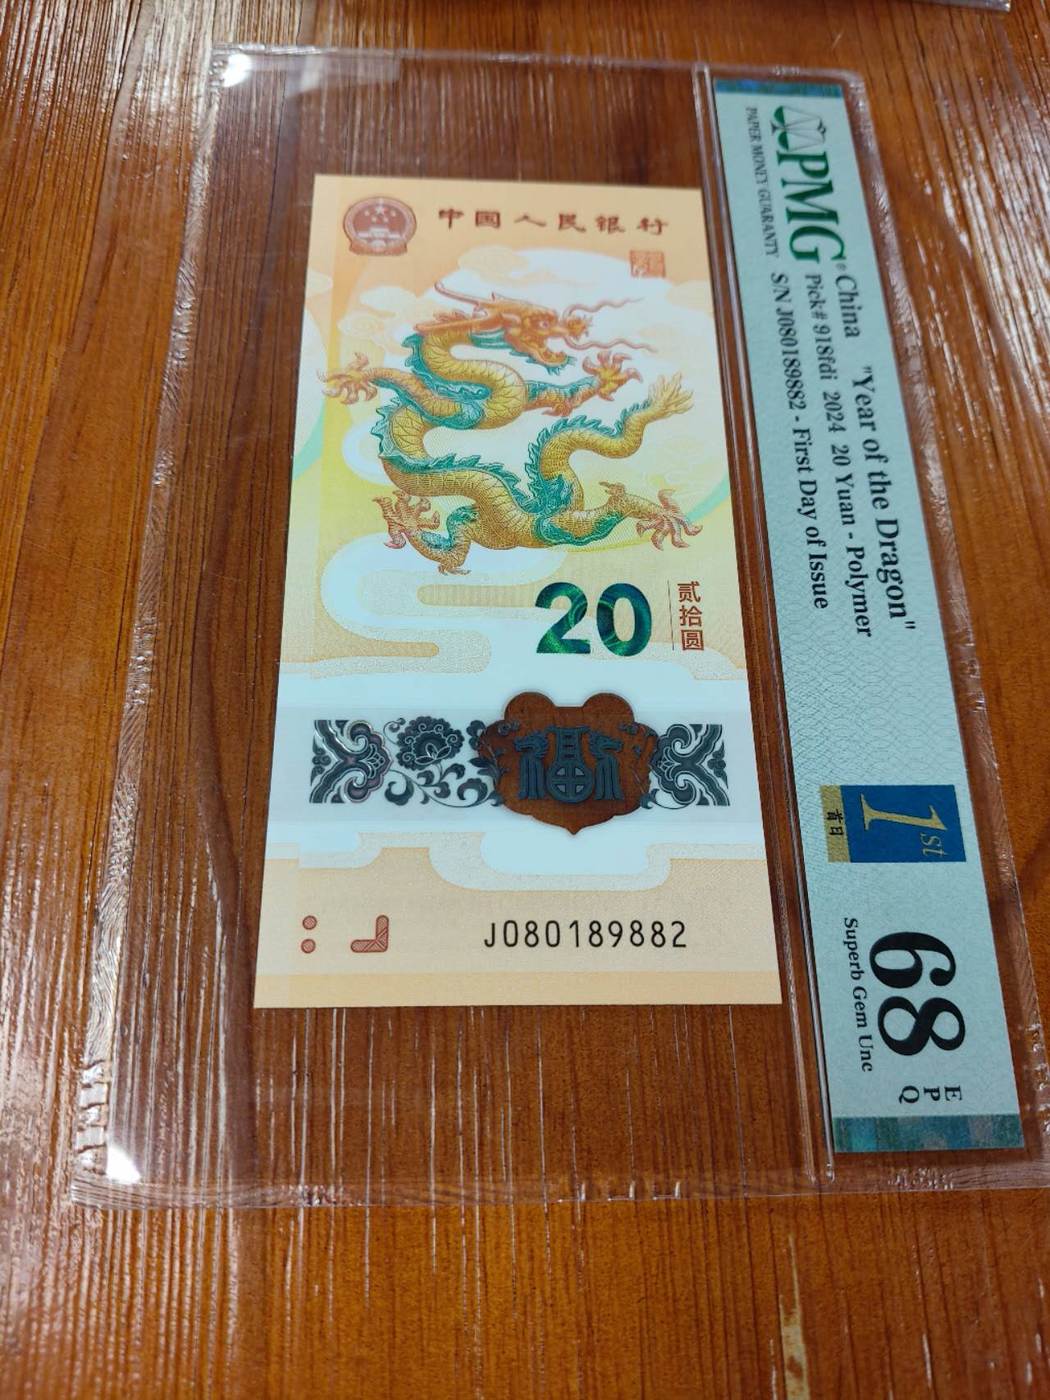 中国人民银行
20
贰拾圆
J080189882
PMG
PAPER MONEY GUARANTY
China "Year of the Dragon"
Pick# 918fdi 2024 20 Yuan - Polymer
S/N J080189882 - First Day of Issue
1st
首日
68
EPQ
Superb Gem Unc